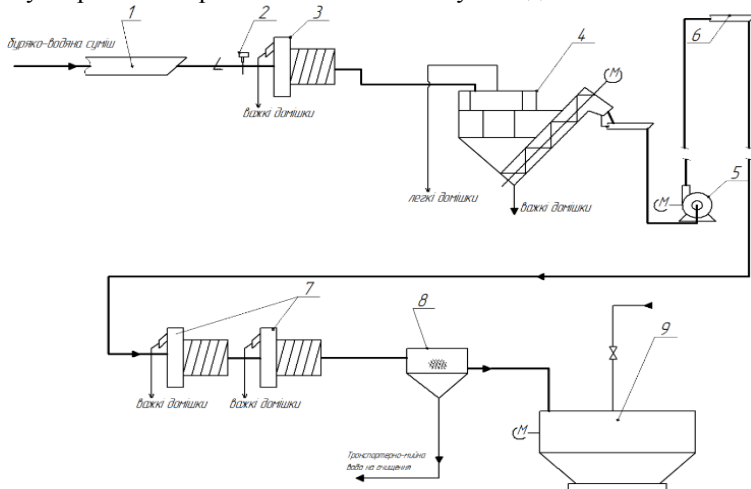 1
2
3
4
5
6
буряко-водяна суміш
важкі домішки
М
легкі домішки
важкі домішки
М
7
8
9
важкі домішки
важкі домішки
М
Транспортерно-мийна
вода на очищення